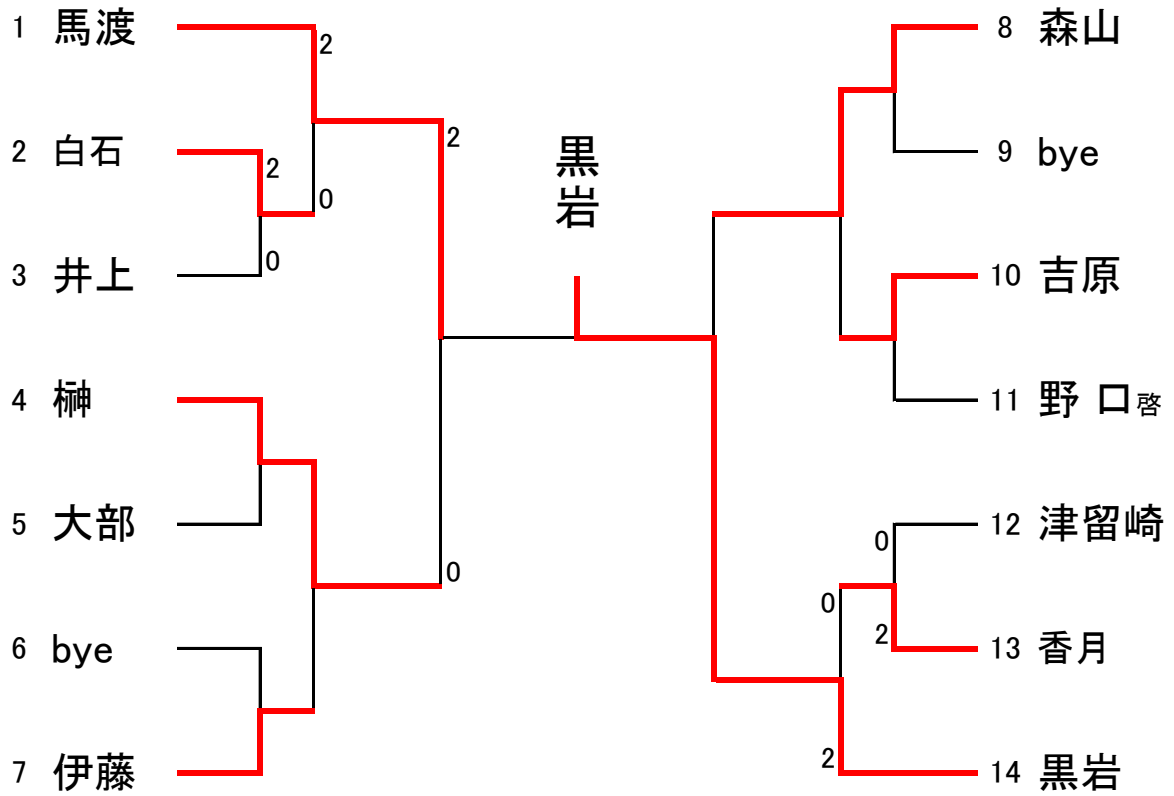 1 馬渡
2
2 白石
2
0
3 井上
0
2
4 榊
5 大部
0
6 bye
7 伊藤
黒岩
8 森山
9 bye
10 吉原
11 野口啓
12 津留崎
0
0
2
13 香月
2
14 黒岩